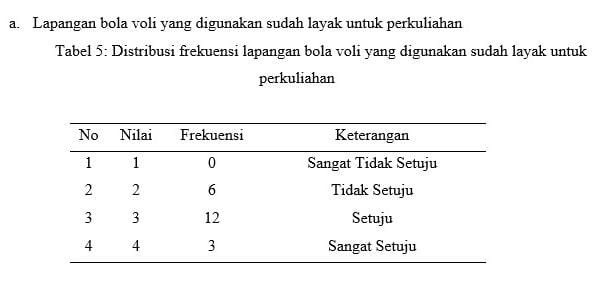 a. Lapangan bola voli yang digunakan sudah layak untuk perkuliahan
Tabel 5: Distribusi frekuensi lapangan bola voli yang digunakan sudah layak untuk
perkuliahan
No Nilai Frekuensi Keterangan
1 1 0 Sangat Tidak Setuju
2 2 6 Tidak Setuju
3 3 12 Setuju
4 4 3 Sangat Setuju